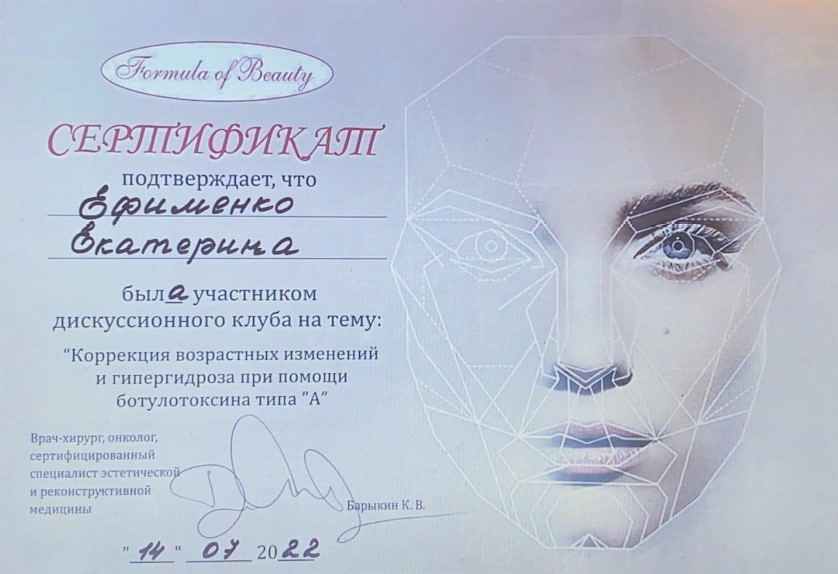 Formula of Beauty
СЕРТИФИКАТ
подтверждает, что
Ефименко
Екатерина
была участником
дискуссионного клуба на тему:
“Коррекция возрастных изменений
и гипергидроза при помощи
ботулотоксина типа ”А”
Врач-хирург, онколог,
сертифицированный
специалист эстетической
и реконструктивной
медицины
Барыкин К. В.
"14" 07 2022